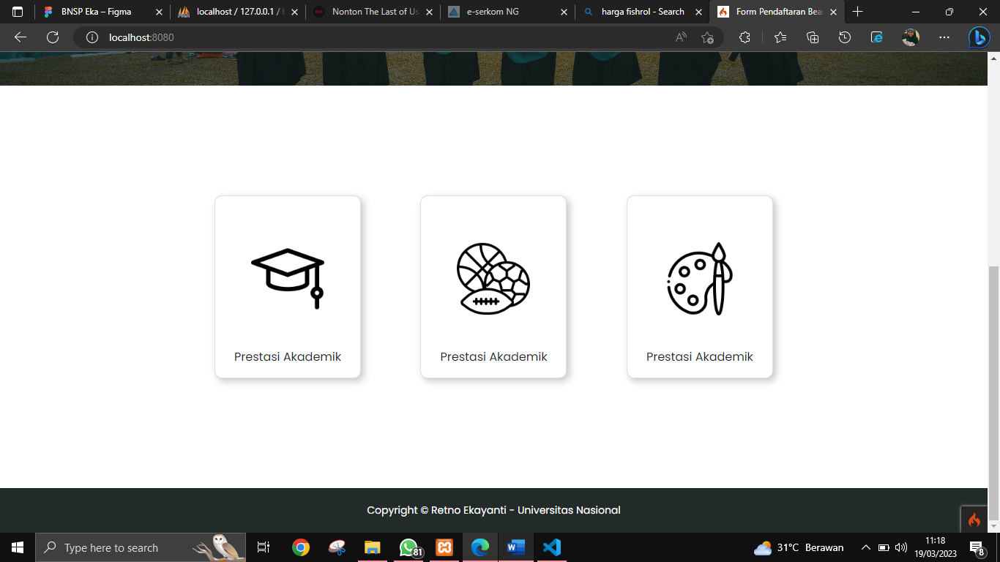 BNSP Eka – Figma
localhost / 127.0.0.1 /
Nonton The Last of Us
e-serkom NG
harga fishrol - Search
Form Pendaftaran Bea
localhost:8080
Prestasi Akademik
Prestasi Akademik
Prestasi Akademik
Copyright © Retno Ekayanti - Universitas Nasional
Type here to search
81
31°C Berawan
11:18
19/03/2023
8